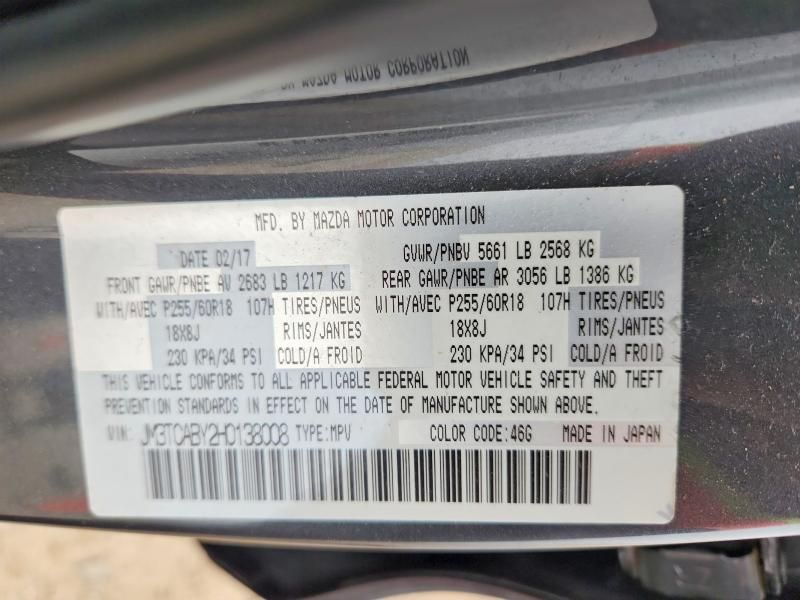 MAZDA MOTOR CORPORATION
MFD. BY MAZDA MOTOR CORPORATION
DATE 02/17 GVWR/PNBV 5661 LB 2568 KG
FRONT GAWR/PNBE AV 2683 LB 1217 KG REAR GAWR/PNBE AR 3056 LB 1386 KG
WITH/AVEC P255/60R18 107H TIRES/PNEUS WITH/AVEC P255/60R18 107H TIRES/PNEUS
18X8J RIMS/JANTES 18X8J RIMS/JANTES
230 KPA/34 PSI COLD/A FROID 230 KPA/34 PSI COLD/A FROID
THIS VEHICLE CONFORMS TO ALL APPLICABLE FEDERAL MOTOR VEHICLE SAFETY AND THEFT
PREVENTION STANDARDS IN EFFECT ON THE DATE OF MANUFACTURE SHOWN ABOVE.
VIN: JM3TCABY2H0138008 TYPE:MPV COLOR CODE:46G MADE IN JAPAN